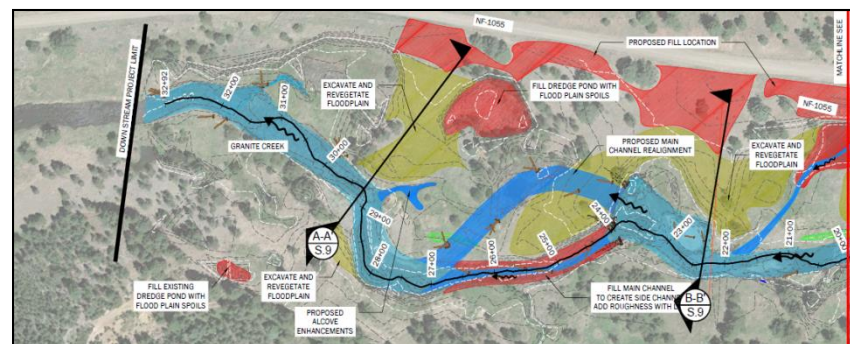 NF-1055
PROPOSED FILL LOCATION
MATCHLINE SEE
DOWN STREAM PROJECT LIMIT
32+92
32+00
31+00
EXCAVATE AND
REVEGETATE
FLOODPLAIN
FILL DREDGE POND WITH
FLOOD PLAIN SPOILS
NF-1055
GRANITE CREEK
30+00
PROPOSED MAIN
CHANNEL REALIGNMENT
EXCAVATE AND
REVEGETATE
FLOODPLAIN
29+00
28+00
27+00
26+00
25+00
24+00
23+00
22+00
21+00
20+00
A-A'
S.9
B-B'
S.9
FILL EXISTING
DREDGE POND WITH
FLOOD PLAIN SPOILS
EXCAVATE AND
REVEGETATE
FLOODPLAIN
PROPOSED
ALCOVE
ENHANCEMENTS
FILL MAIN CHANNEL
TO CREATE SIDE CHANN
ADD ROUGHNESS WITH